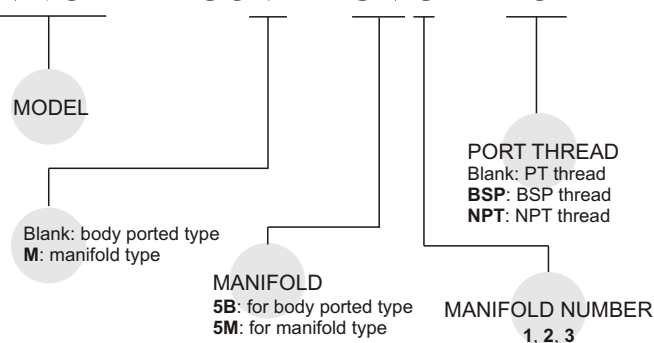 MODEL
Blank: body ported type
M: manifold type
MANIFOLD
5B: for body ported type
5M: for manifold type
PORT THREAD
Blank: PT thread
BSP: BSP thread
NPT: NPT thread
MANIFOLD NUMBER
1, 2, 3